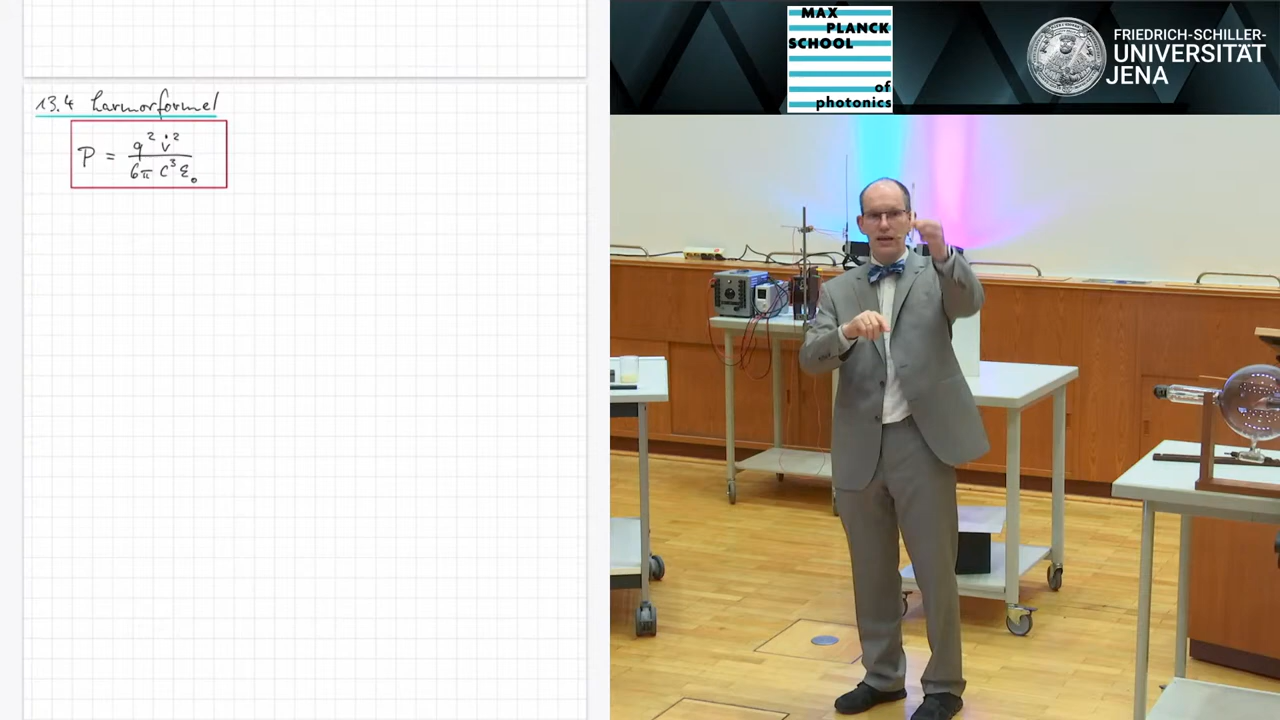 13.4 Larmorformel
P = q² v̇² / 6π c³ ε₀
MAX
PLANCK
SCHOOL
of
photonics
FRIEDRICH-SCHILLER-
UNIVERSITÄT
JENA